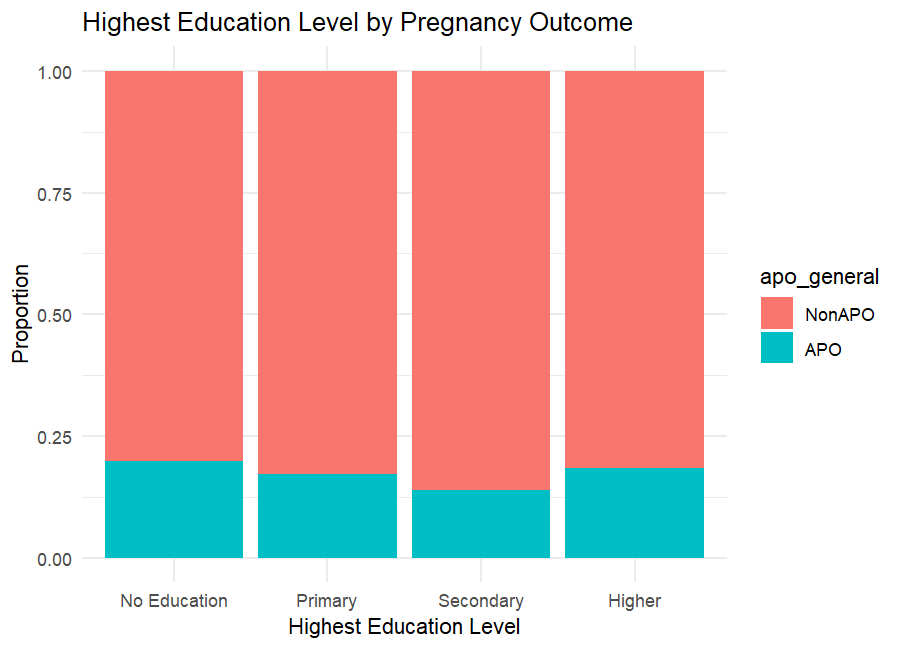 Highest Education Level by Pregnancy Outcome
1.00
0.75
0.50
0.25
0.00
Proportion
No Education Primary Secondary Higher
Highest Education Level
apo_general
NonAPO
APO